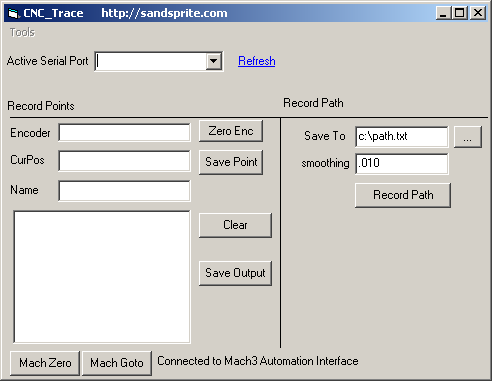 CNC_Trace http://sandsprite.com
Tools
Active Serial Port Refresh
Record Points
Encoder Zero Enc
CurPos Save Point
Name
Clear
Save Output
Record Path
Save To c:\path.txt ...
smoothing .010
Record Path
Mach Zero Mach Goto Connected to Mach3 Automation Interface